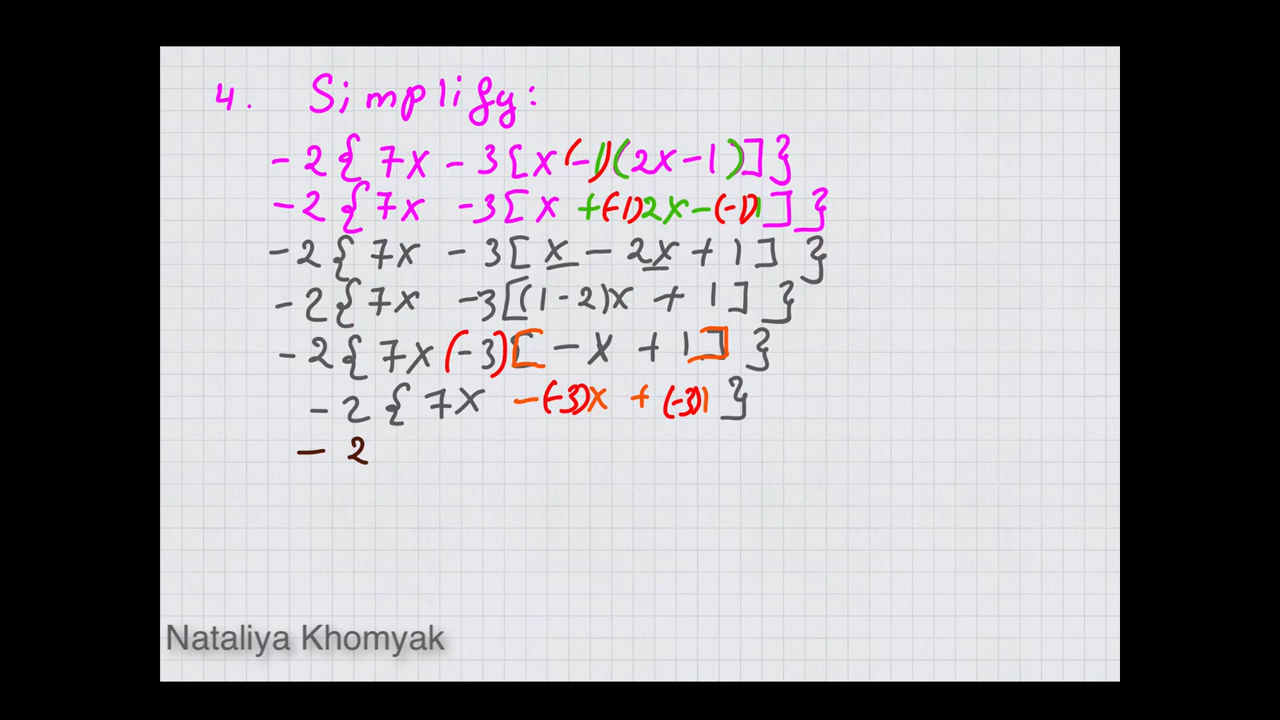 4. Simplify:
-2{7x -3[x(-1)(2x-1)]}
-2{7x -3[x +(-1)2x-(-1)1]}
-2{7x -3[x - 2x + 1]}
-2{7x -3[(1-2)x + 1]}
-2{7x(-3)[-x + 1]}
-2{7x -(-3)x + (-3)1}
-2
Nataliya Khomyak